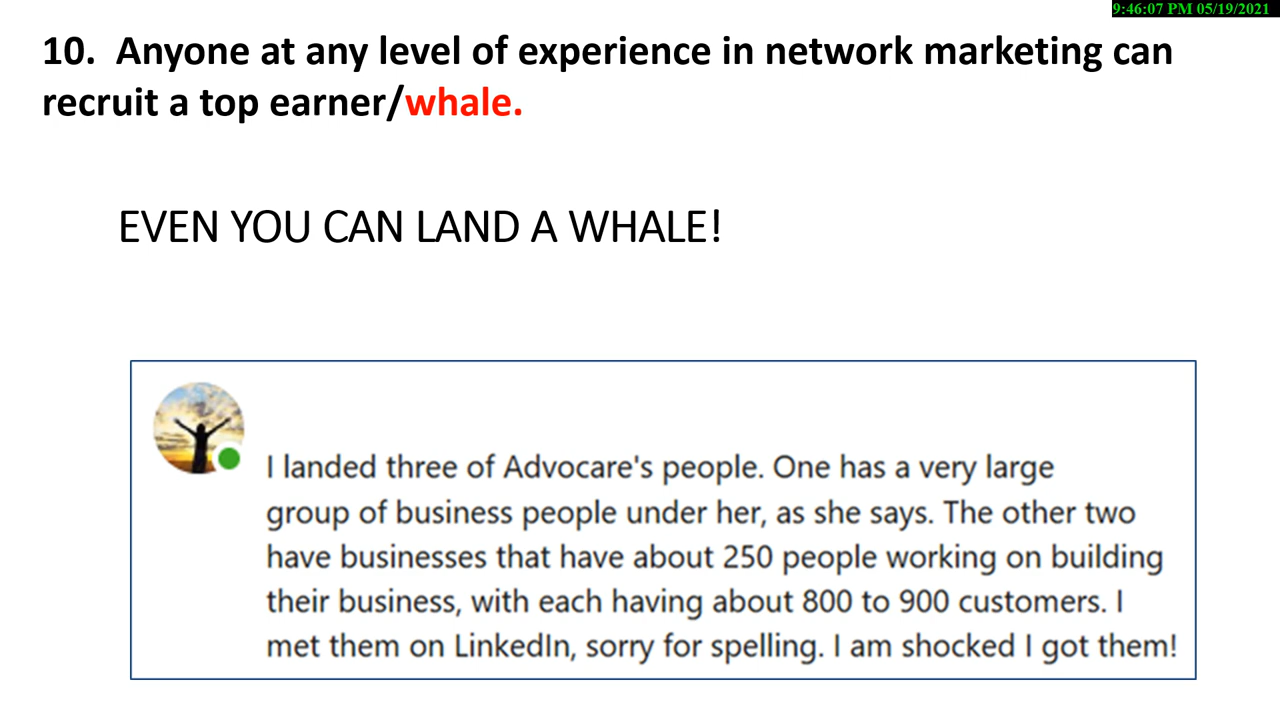 9:46:07 PM 05/19/2021
10. Anyone at any level of experience in network marketing can
recruit a top earner/whale.
EVEN YOU CAN LAND A WHALE!
I landed three of Advocare's people. One has a very large
group of business people under her, as she says. The other two
have businesses that have about 250 people working on building
their business, with each having about 800 to 900 customers. I
met them on LinkedIn, sorry for spelling. I am shocked I got them!